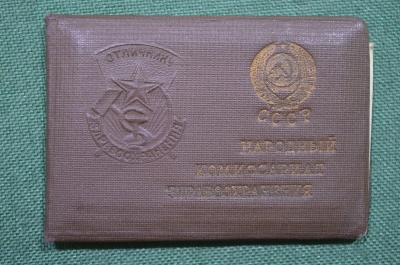 ОТЛИЧНИКУ
ЗДРАВООХРАНЕНИЯ
СССР
НАРОДНЫЙ
КОМИССАРИАТ
ЗДРАВООХРАНЕНИЯ